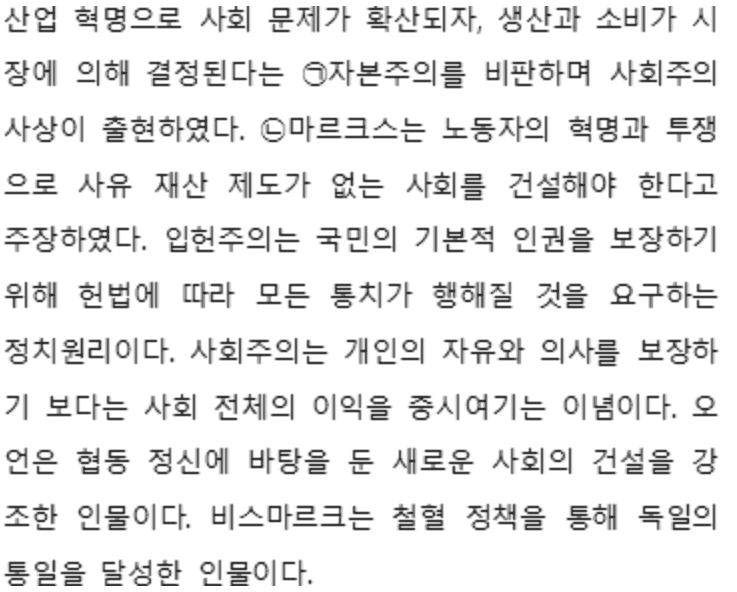 산업 혁명으로 사회 문제가 확산되자, 생산과 소비가 시
장에 의해 결정된다는 ㉠자본주의를 비판하며 사회주의
사상이 출현하였다. ㉡마르크스는 노동자의 혁명과 투쟁
으로 사유 재산 제도가 없는 사회를 건설해야 한다고
주장하였다. 입헌주의는 국민의 기본적 인권을 보장하기
위해 헌법에 따라 모든 통치가 행해질 것을 요구하는
정치원리이다. 사회주의는 개인의 자유와 의사를 보장하
기 보다는 사회 전체의 이익을 중시여기는 이념이다. 오
언은 협동 정신에 바탕을 둔 새로운 사회의 건설을 강
조한 인물이다. 비스마르크는 철혈 정책을 통해 독일의
통일을 달성한 인물이다.